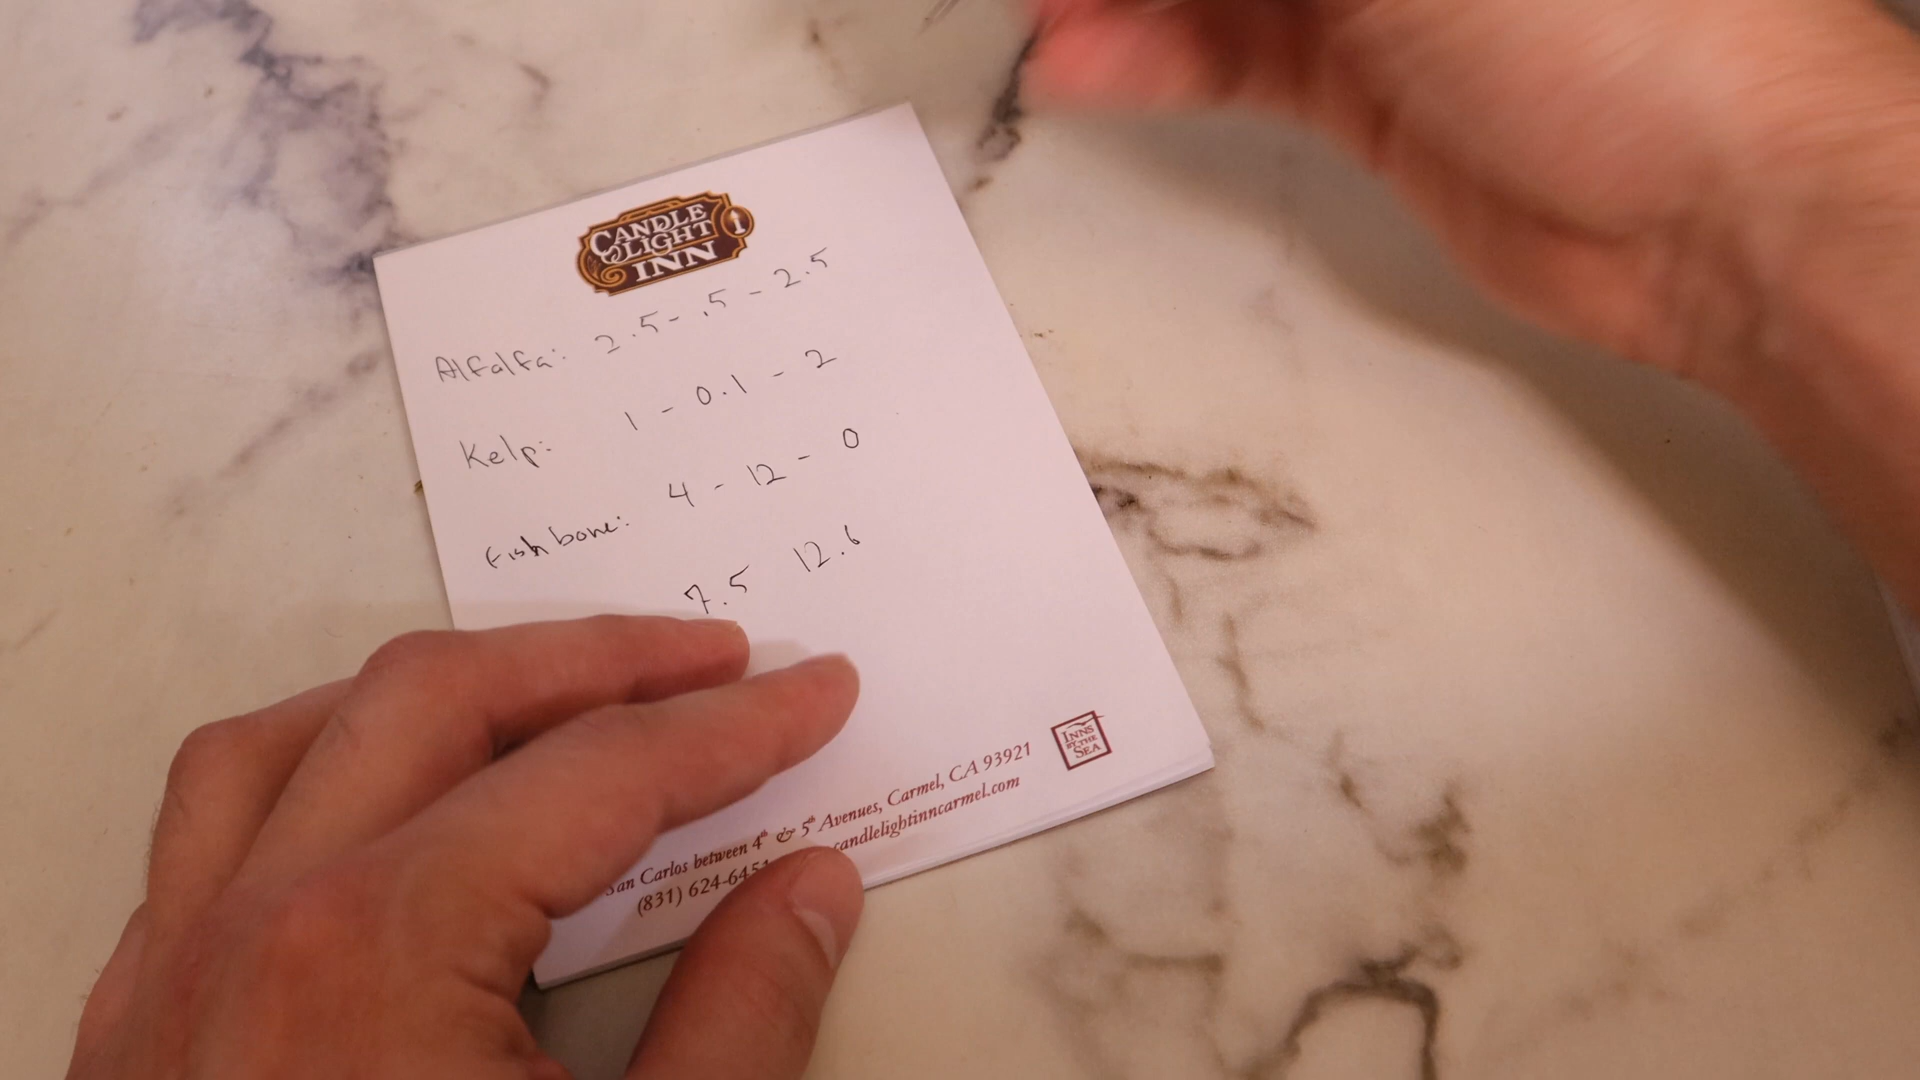 CANDLE
LIGHT
INN
Alfalfa: 2.5 - .5 - 2.5
Kelp: 1 - 0.1 - 2
Fishbone: 4 - 12 - 0
7.5 12.6
INNS
BY THE
SEA
San Carlos between 4th & 5th Avenues, Carmel, CA 93921
(831) 624-645 candlelightinncarmel.com